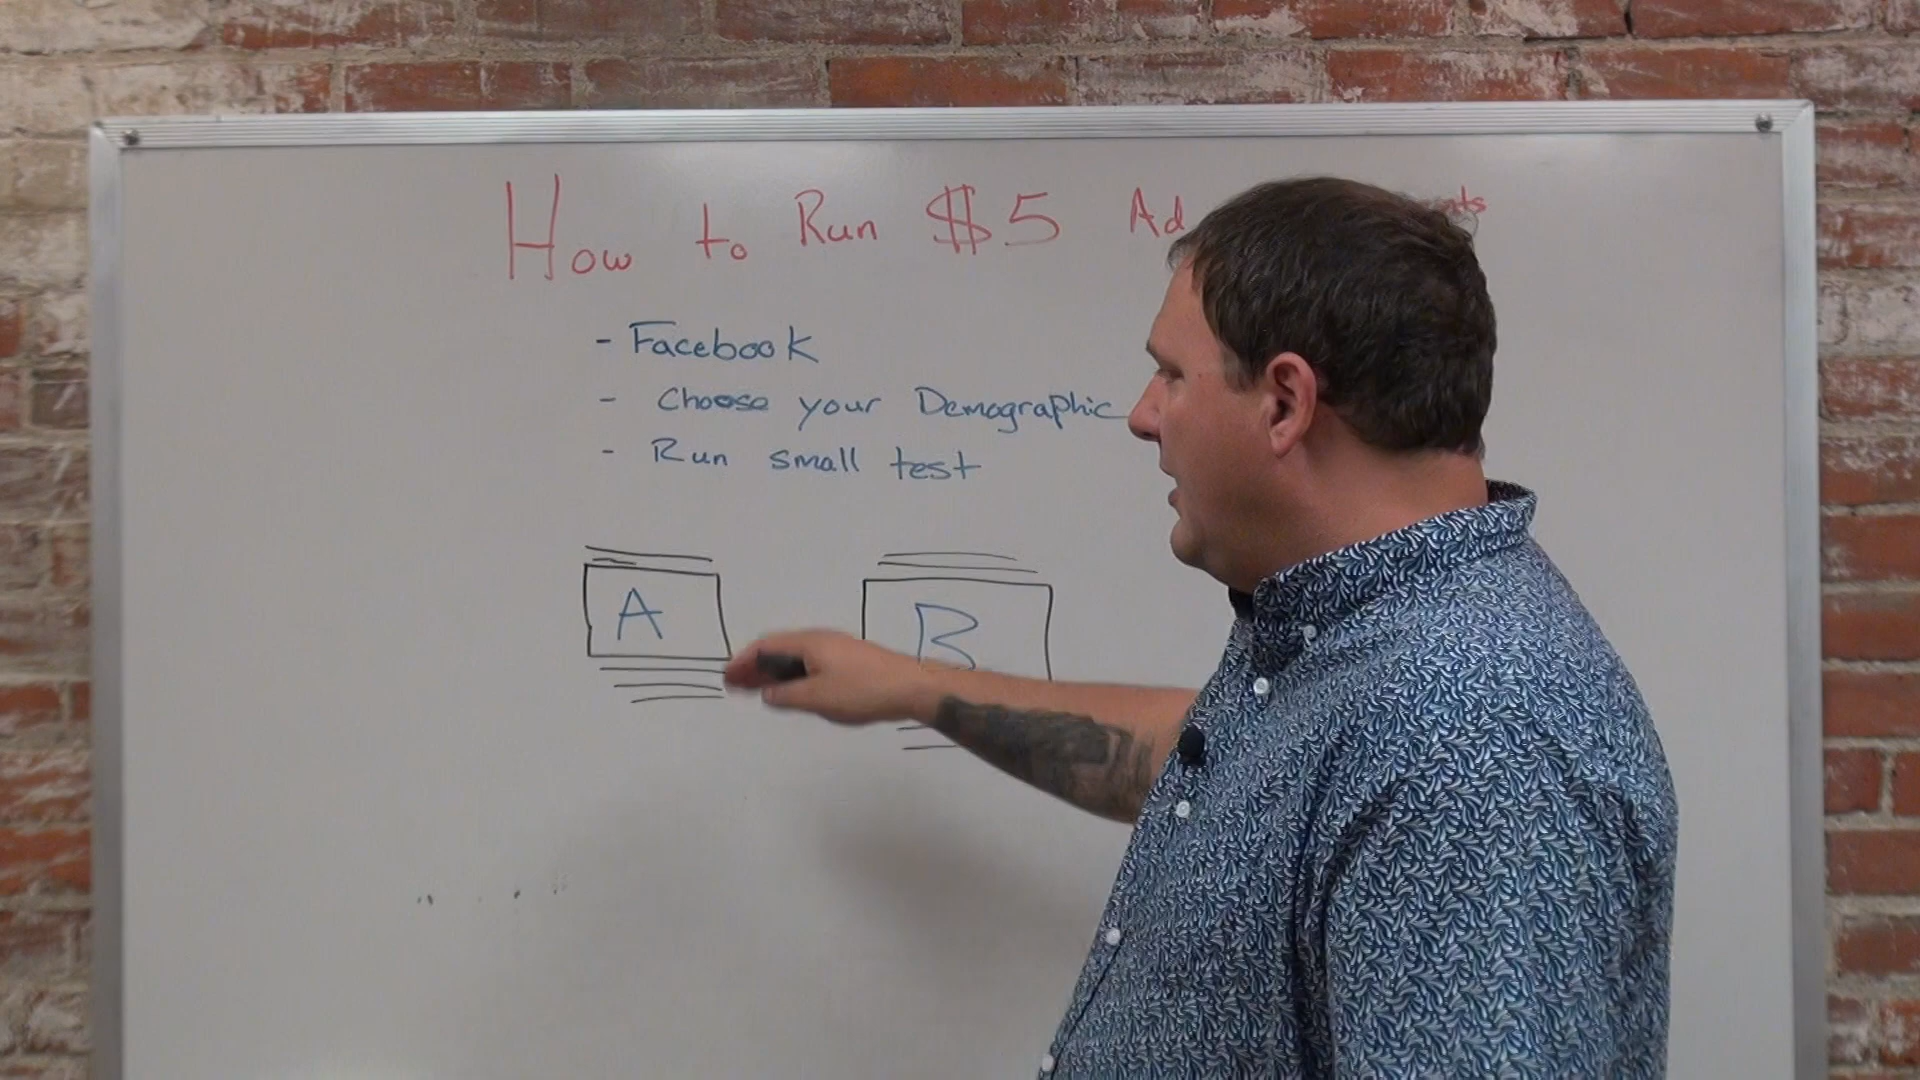 How to Run $5 Ad
- Facebook
- Choose your Demographic
- Run small test
A B